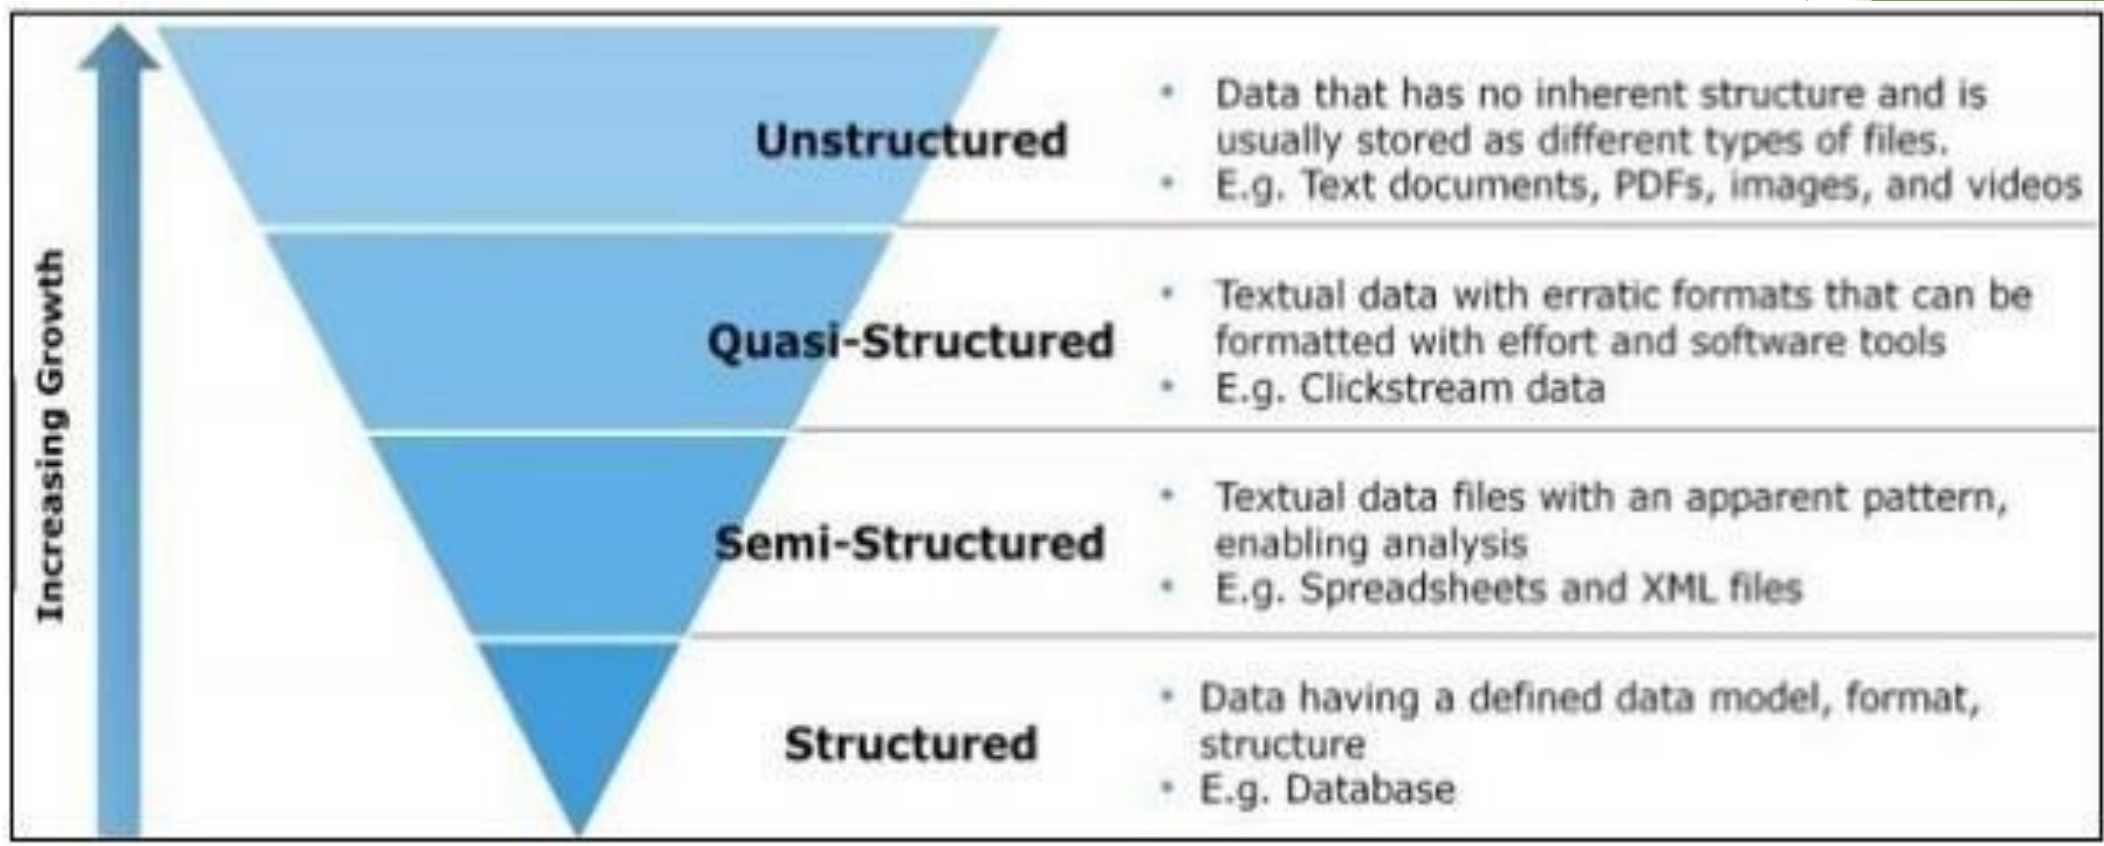 Increasing Growth
Unstructured
• Data that has no inherent structure and is
usually stored as different types of files.
• E.g. Text documents, PDFs, images, and videos
Quasi-Structured
• Textual data with erratic formats that can be
formatted with effort and software tools
• E.g. Clickstream data
Semi-Structured
• Textual data files with an apparent pattern,
enabling analysis
• E.g. Spreadsheets and XML files
Structured
• Data having a defined data model, format,
structure
• E.g. Database